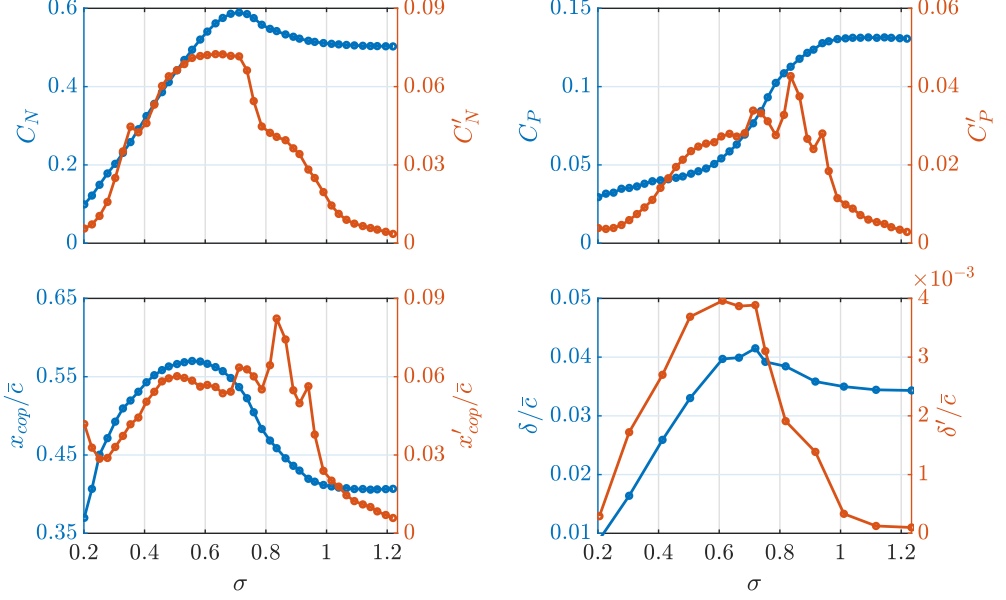 0.6 0.09 0.15 0.06
0.4 0.06 0.1 0.04
C_N C'_N C_P C'_P
0.2 0.03 0.05 0.02
0 0 0 0
×10⁻³
0.65 0.09 0.05 4
0.04
0.55 0.06 3
x_cop/c̄ x'_cop/c̄ δ/c̄ 0.03 2 δ'/c̄
0.45 0.03 0.02 1
0.35 0 0.01 0
0.2 0.4 0.6 0.8 1 1.2 0.2 0.4 0.6 0.8 1 1.2
σ σ